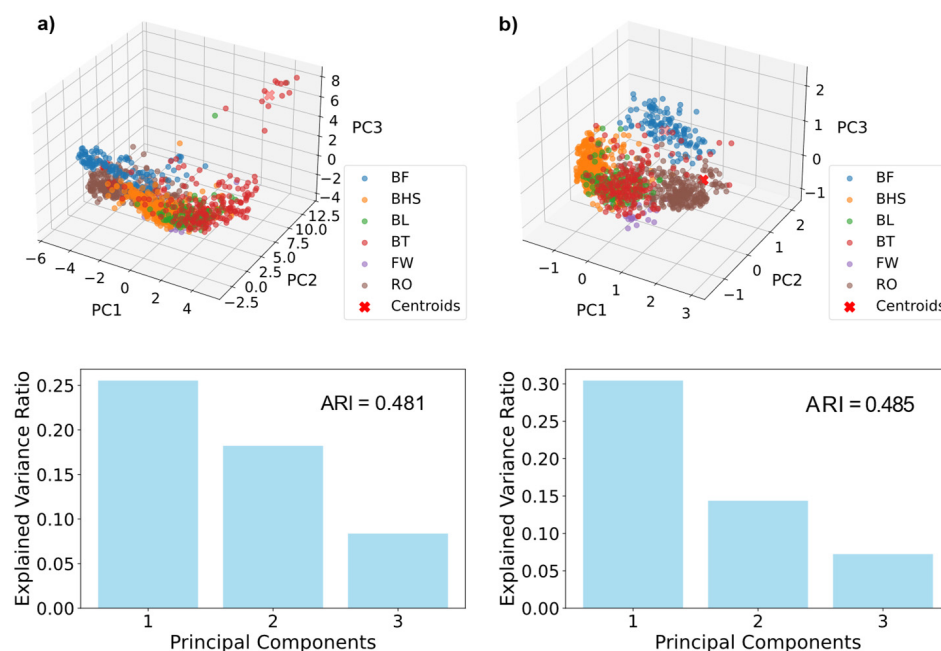 a)
8
6
4
2
0
−2
−4
PC3
12.5
10.0
7.5
5.0
2.5
0.0
−2.5
PC2
−6
−4
−2
0
2
4
PC1
BF
BHS
BL
BT
FW
RO
Centroids
b)
2
1
0
−1
PC3
2
1
0
−1
PC2
−1
0
1
2
3
PC1
BF
BHS
BL
BT
FW
RO
Centroids
Explained Variance Ratio
0.25
0.20
0.15
0.10
0.05
0.00
ARI = 0.481
1
2
3
Principal Components
Explained Variance Ratio
0.30
0.25
0.20
0.15
0.10
0.05
0.00
ARI = 0.485
1
2
3
Principal Components